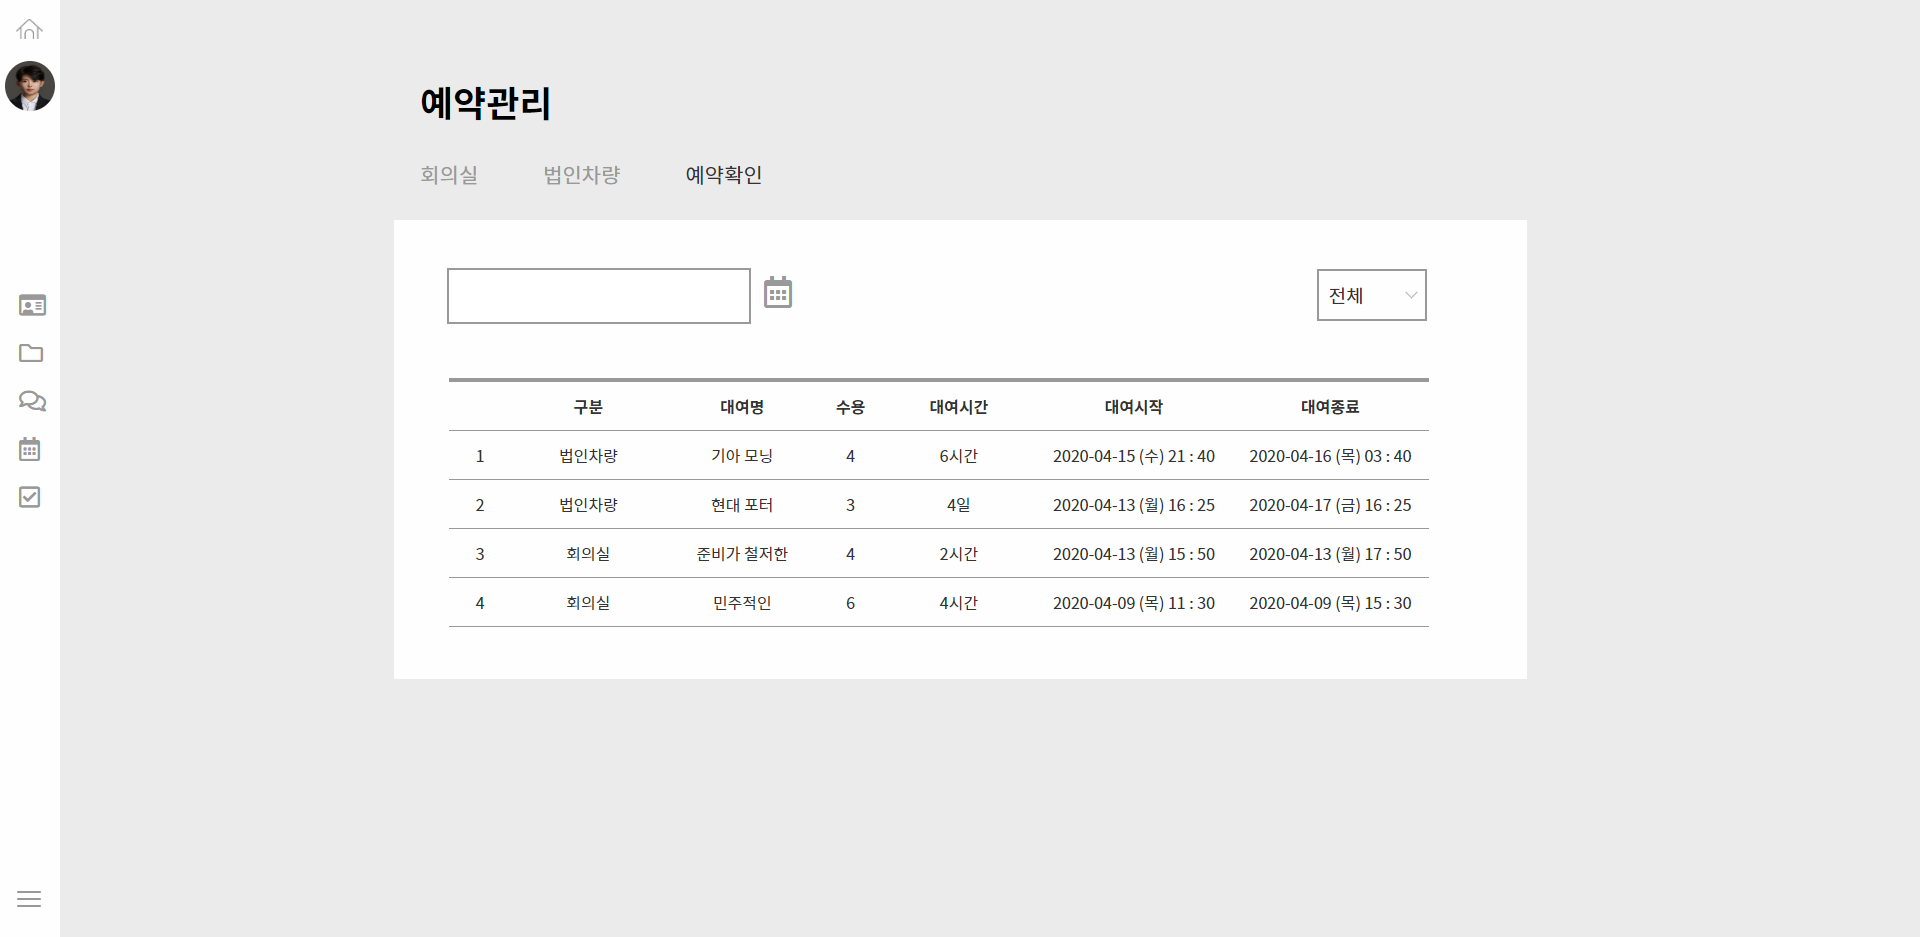 예약관리
회의실 법인차량 예약확인
전체
구분 대여명 수용 대여시간 대여시작 대여종료
1 법인차량 기아 모닝 4 6시간 2020-04-15 (수) 21 : 40 2020-04-16 (목) 03 : 40
2 법인차량 현대 포터 3 4일 2020-04-13 (월) 16 : 25 2020-04-17 (금) 16 : 25
3 회의실 준비가 철저한 4 2시간 2020-04-13 (월) 15 : 50 2020-04-13 (월) 17 : 50
4 회의실 민주적인 6 4시간 2020-04-09 (목) 11 : 30 2020-04-09 (목) 15 : 30